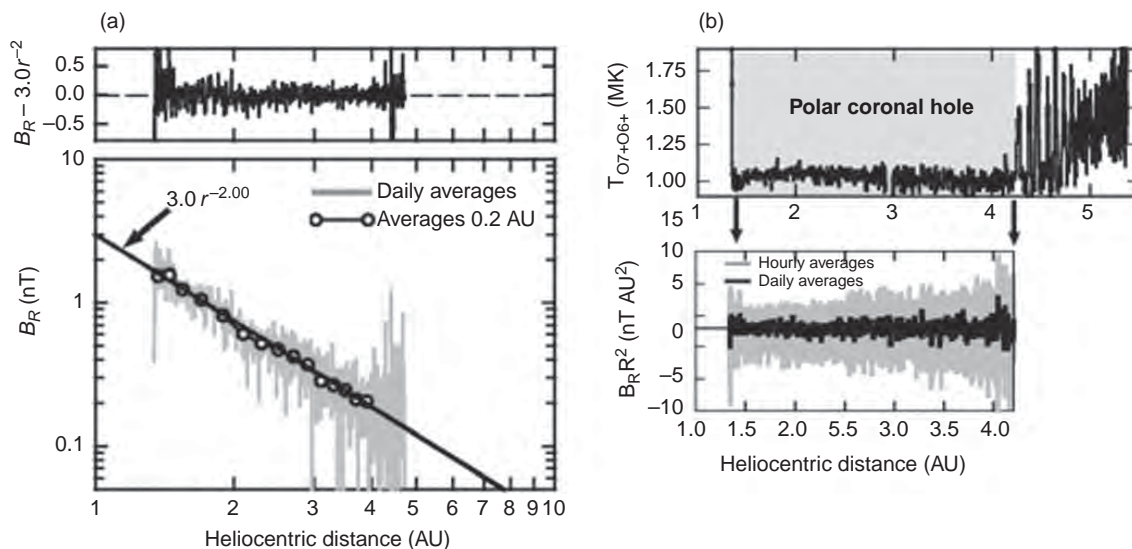 (a)
0.5
0.0
−0.5
B_R − 3.0r⁻²
10
1
0.1
B_R (nT)
3.0 r⁻²·⁰⁰
Daily averages
Averages 0.2 AU
1 2 3 4 5 6 7 8 9 10
Heliocentric distance (AU)
(b)
1.75
1.50
1.25
1.00
T_O7+O6+ (MK)
Polar coronal hole
1 2 3 4 5
15
10
5
0
−5
−10
B_RR² (nT AU²)
Hourly averages
Daily averages
1.0 1.5 2.0 5.5 3.0 3.5 4.0
Heliocentric distance (AU)